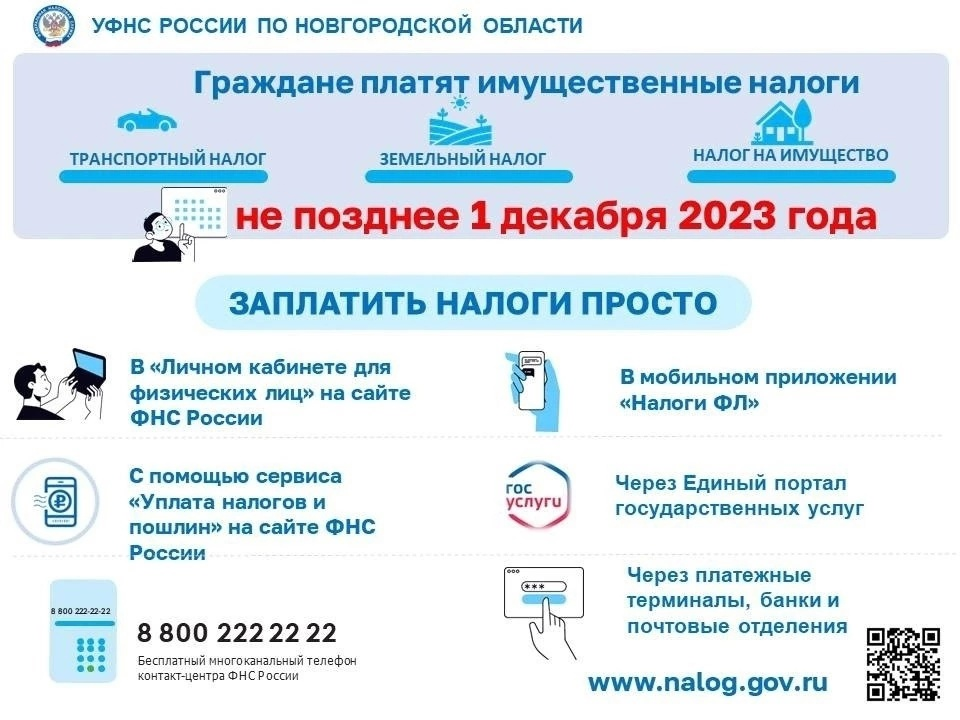 УФНС РОССИИ ПО НОВГОРОДСКОЙ ОБЛАСТИ
Граждане платят имущественные налоги
ТРАНСПОРТНЫЙ НАЛОГ
ЗЕМЕЛЬНЫЙ НАЛОГ
НАЛОГ НА ИМУЩЕСТВО
не позднее 1 декабря 2023 года
ЗАПЛАТИТЬ НАЛОГИ ПРОСТО
В «Личном кабинете для
физических лиц» на сайте
ФНС России
В мобильном приложении
«Налоги ФЛ»
С помощью сервиса
«Уплата налогов и
пошлин» на сайте ФНС
России
гос
услуги
Через Единый портал
государственных услуг
8 800 222-22-22
8 800 222 22 22
Бесплатный многоканальный телефон
контакт-центра ФНС России
***
Через платежные
терминалы, банки и
почтовые отделения
www.nalog.gov.ru